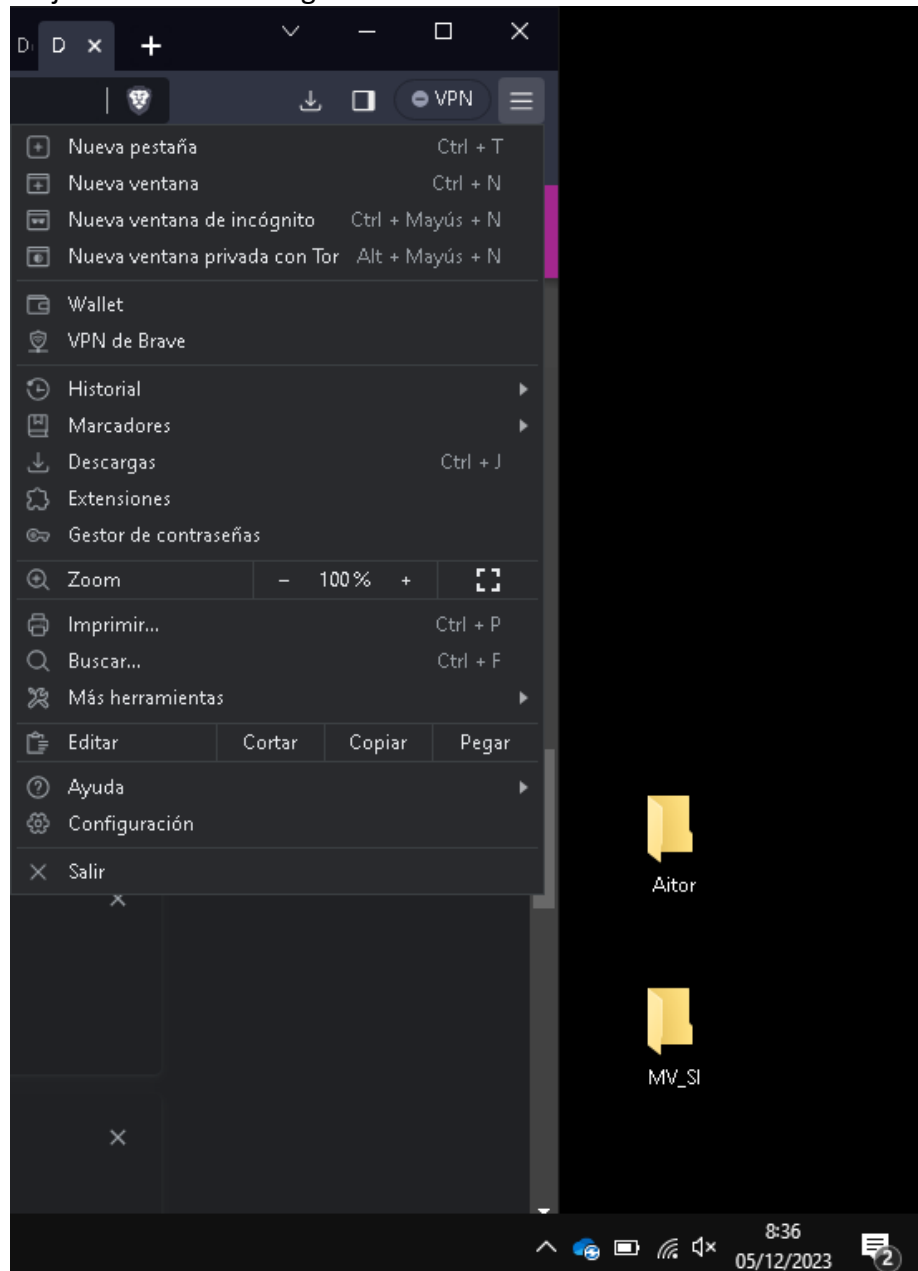 D
D
VPN
Nueva pestaña Ctrl + T
Nueva ventana Ctrl + N
Nueva ventana de incógnito Ctrl + Mayús + N
Nueva ventana privada con Tor Alt + Mayús + N
Wallet
VPN de Brave
Historial
Marcadores
Descargas Ctrl + J
Extensiones
Gestor de contraseñas
Zoom – 100% +
Imprimir... Ctrl + P
Buscar... Ctrl + F
Más herramientas
Editar Cortar Copiar Pegar
Ayuda
Configuración
Salir
Aitor
MV_SI
8:36
05/12/2023
2